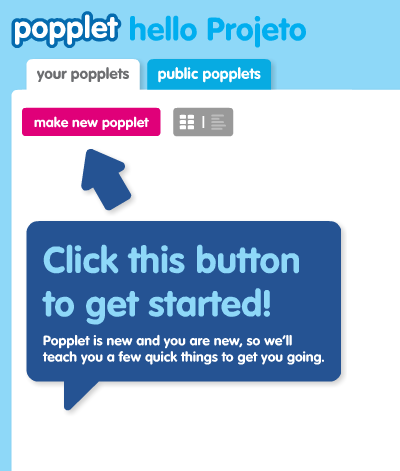 popplet hello Projeto
your popplets public popplets
make new popplet
Click this button
to get started!
Popplet is new and you are new, so we'll
teach you a few quick things to get you going.